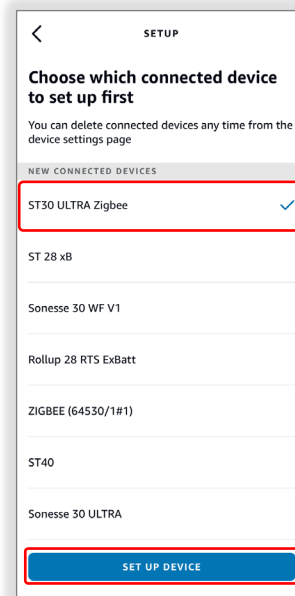 SETUP
Choose which connected device
to set up first
You can delete connected devices any time from the
device settings page
NEW CONNECTED DEVICES
ST30 ULTRA Zigbee
ST 28 xB
Sonesse 30 WF V1
Rollup 28 RTS ExBatt
ZIGBEE (64530/1#1)
ST40
Sonesse 30 ULTRA
SET UP DEVICE